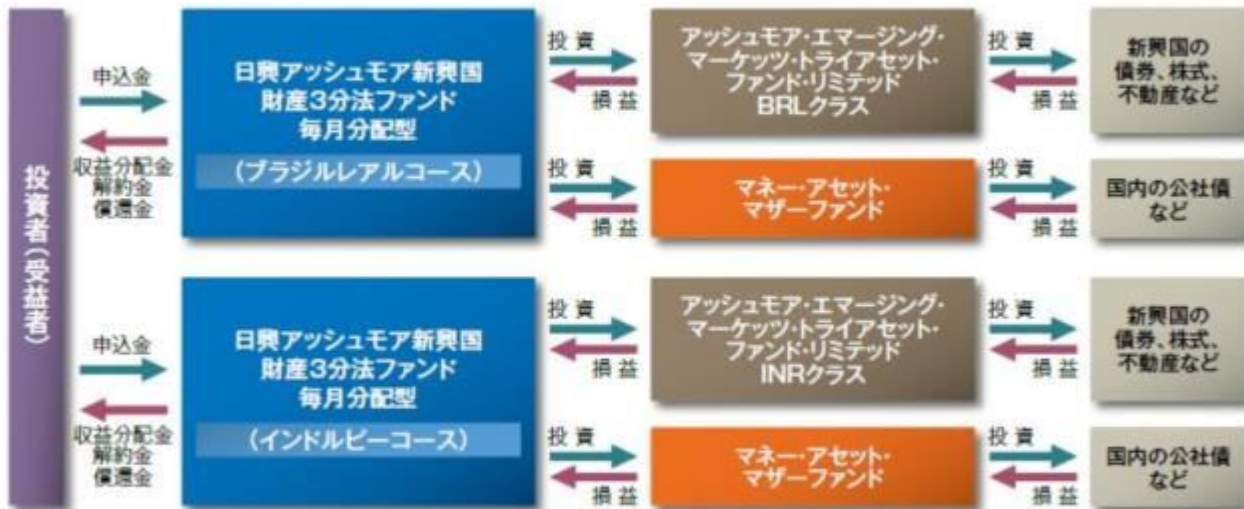 投資者(受益者)
申込金
収益分配金
解約金
償還金
日興アッシュモア新興国
財産3分法ファンド
毎月分配型
(ブラジルレアルコース)
投資
損益
アッシュモア・エマージング・
マーケッツ・トライアセット・
ファンド・リミテッド
BRLクラス
投資
損益
新興国の
債券、株式、
不動産など
投資
損益
マネー・アセット・
マザーファンド
投資
損益
国内の公社債
など
申込金
収益分配金
解約金
償還金
日興アッシュモア新興国
財産3分法ファンド
毎月分配型
(インドルピーコース)
投資
損益
アッシュモア・エマージング・
マーケッツ・トライアセット・
ファンド・リミテッド
INRクラス
投資
損益
新興国の
債券、株式、
不動産など
投資
損益
マネー・アセット・
マザーファンド
投資
損益
国内の公社債
など